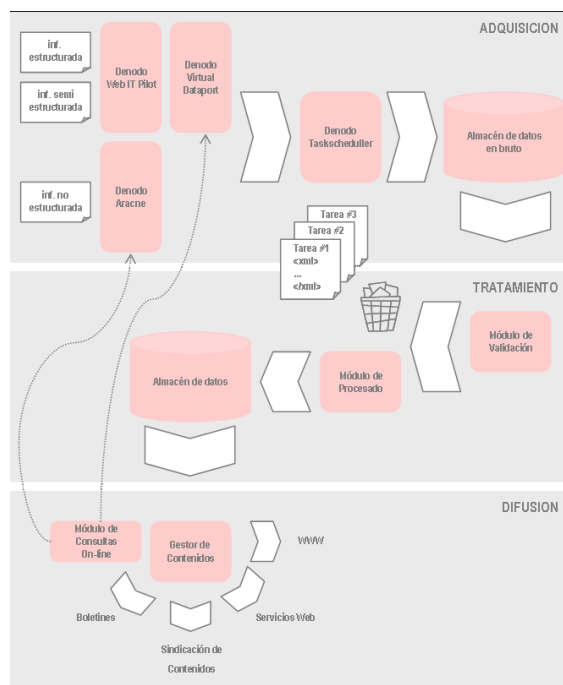 ADQUISICION
inf.
estructurada
inf. semi
estructurada
inf. no
estructurada
Denodo
Web IT Pilot
Denodo
Virtual
Dataport
Denodo
Aracne
Denodo
Taskscheduller
Almacén de datos
en bruto
Tarea #3
Tarea #2
Tarea #1
<xml>
...
</xml>
TRATAMIENTO
Módulo de
Validación
Módulo de
Procesado
Almacén de datos
DIFUSION
Módulo de
Consultas
On-line
Gestor de
Contenidos
WWW
Boletines
Servicios Web
Sindicación de
Contenidos